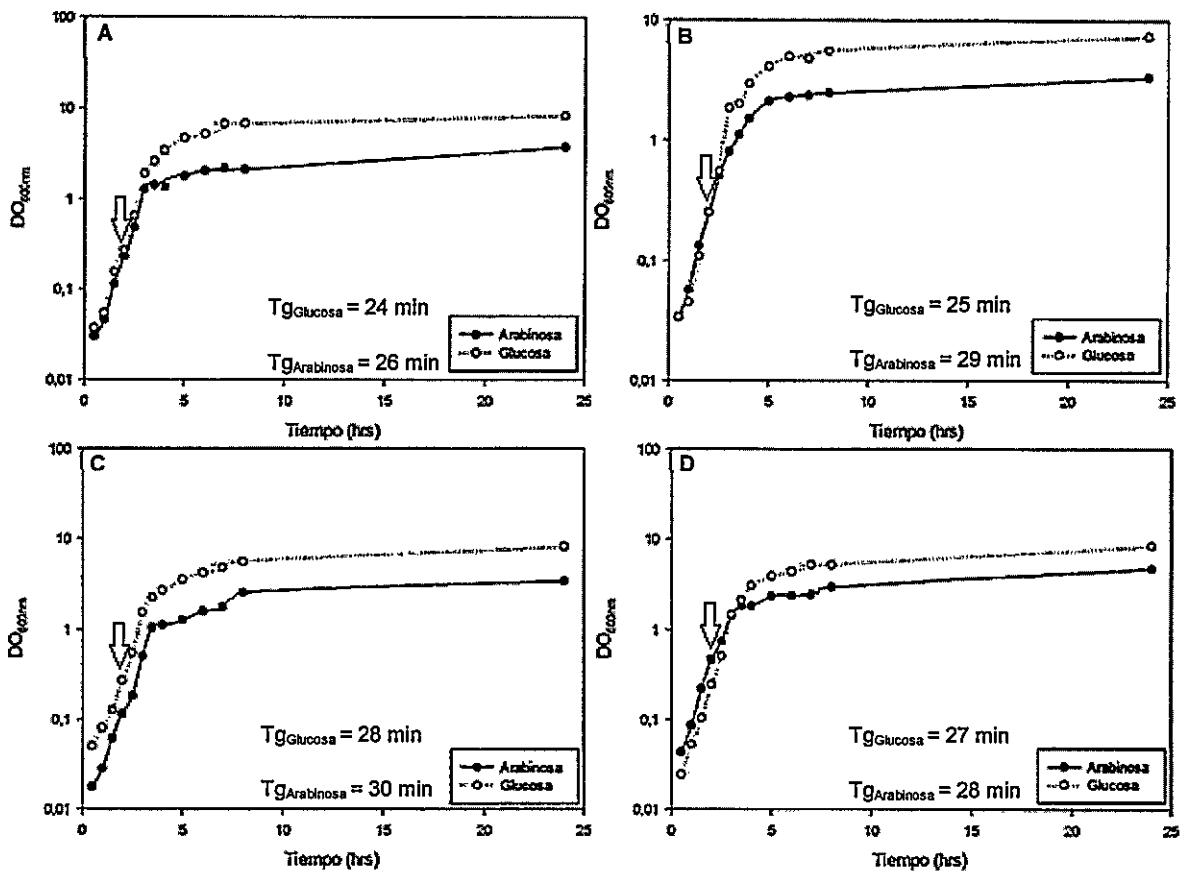 A
100
10
1
0,1
0,01
DO600nm
TgGlucosa = 24 min
TgArabinosa = 26 min
Arabinosa
Glucosa
0 5 10 15 20 25
Tiempo (hrs)
B
10
1
0,1
0,01
DO600nm
TgGlucosa = 25 min
TgArabinosa = 29 min
Arabinosa
Glucosa
0 5 10 15 20 25
Tiempo (hrs)
C
100
10
1
0,1
0,01
DO600nm
TgGlucosa = 28 min
TgArabinosa = 30 min
Arabinosa
Glucosa
0 5 10 15 20 25
Tiempo (hrs)
D
100
10
1
0,1
0,01
DO600nm
TgGlucosa = 27 min
TgArabinosa = 28 min
Arabinosa
Glucosa
0 5 10 15 20 25
Tiempo (hrs)